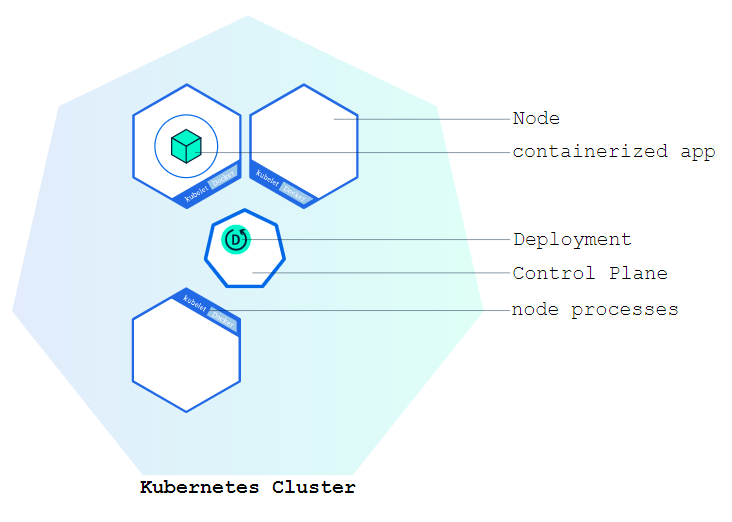 Node
containerized app
kubelet Docker
kubelet Docker
D
Deployment
Control Plane
kubelet Docker
node processes
Kubernetes Cluster